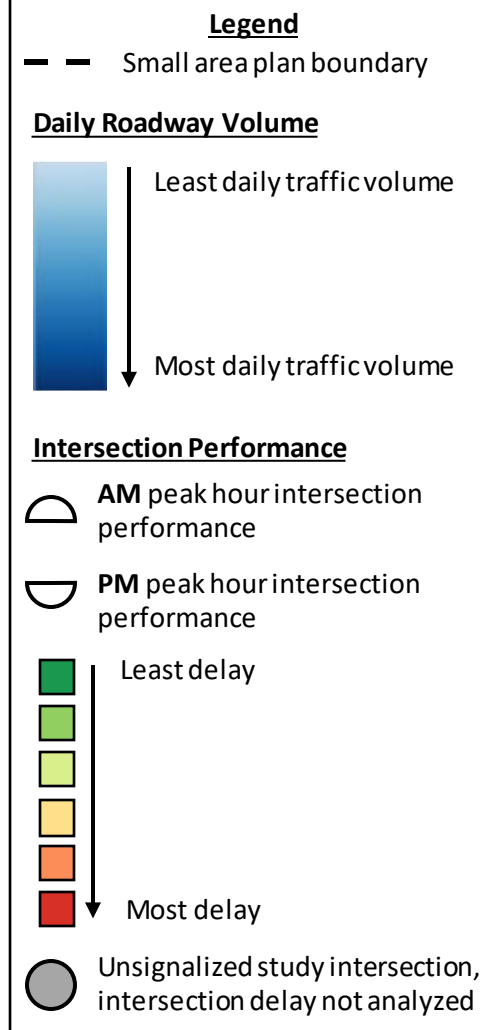 Legend
Small area plan boundary
Daily Roadway Volume
Least daily traffic volume
Most daily traffic volume
Intersection Performance
AM peak hour intersection
performance
PM peak hour intersection
performance
Least delay
Most delay
Unsignalized study intersection,
intersection delay not analyzed